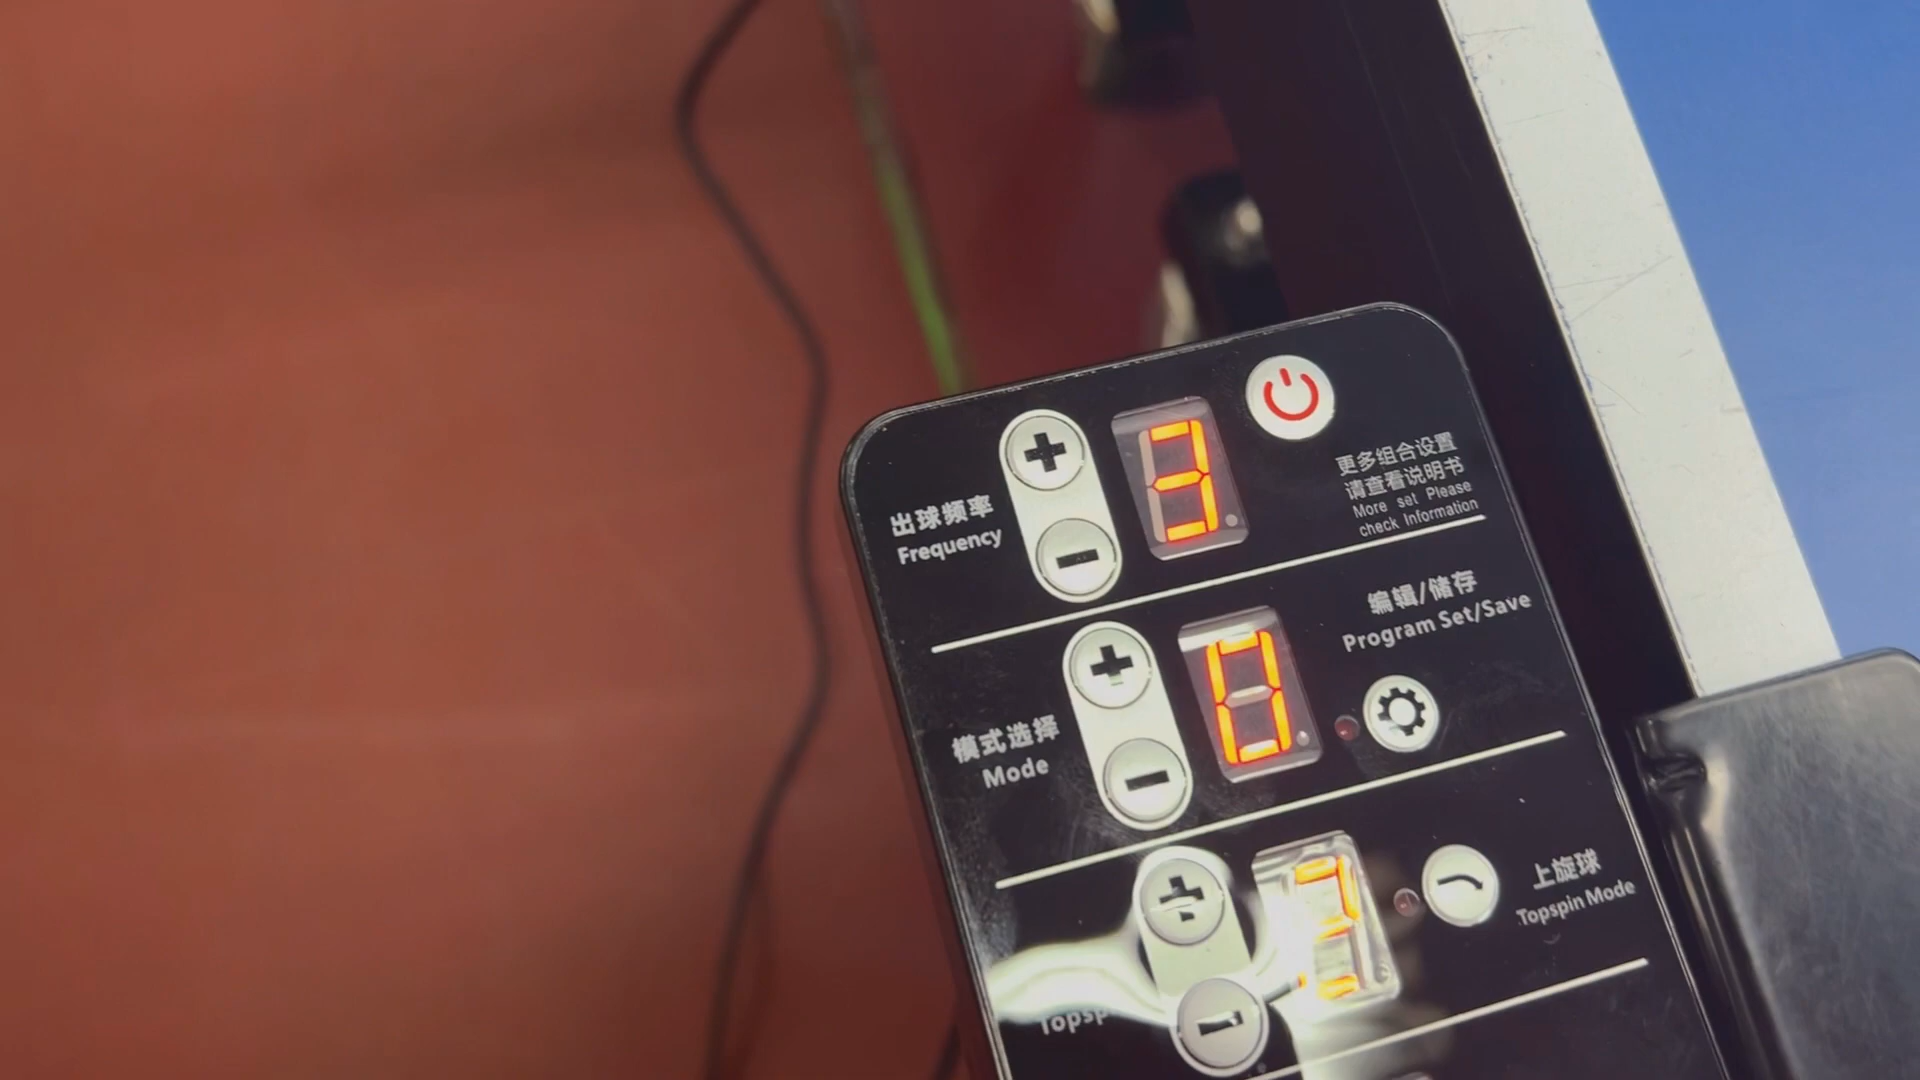 3
更多组合设置
请查看说明书
More set Please
check Information
出球频率
Frequency
0
编辑/储存
Program Set/Save
模式选择
Mode
上旋球
Topspin Mode